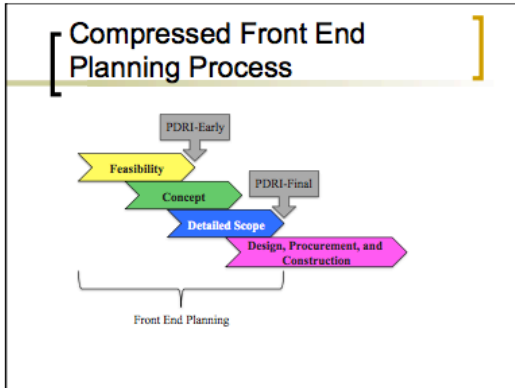 Compressed Front End
Planning Process
PDRI-Early
Feasibility
Concept
PDRI-Final
Detailed Scope
Design, Procurement, and
Construction
Front End Planning